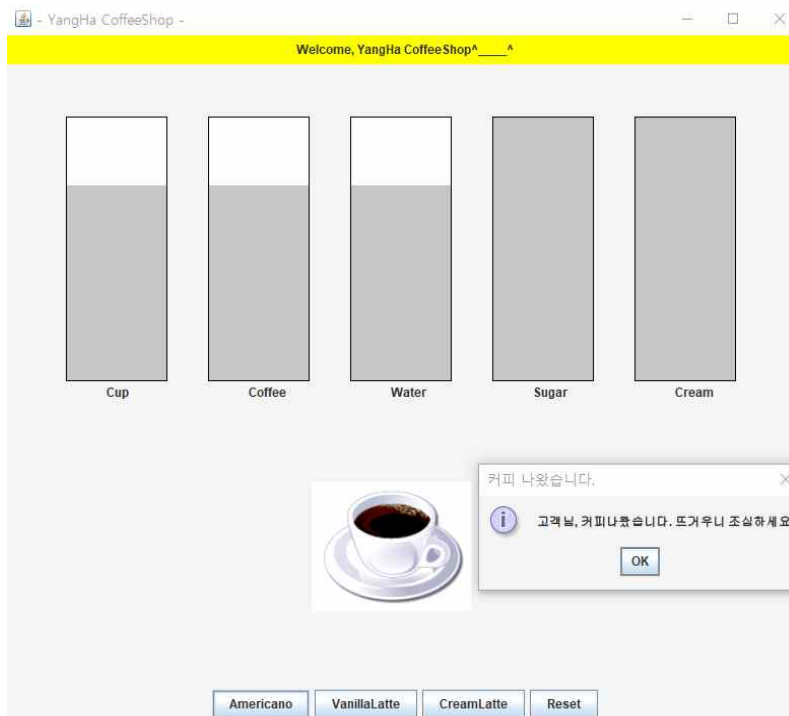 - YangHa CoffeeShop -
Welcome, YangHa CoffeeShop^____^
Cup Coffee Water Sugar Cream
커피 나왔습니다.
고객님, 커피나왔습니다. 뜨거우니 조심하세요
OK
Americano VanillaLatte CreamLatte Reset